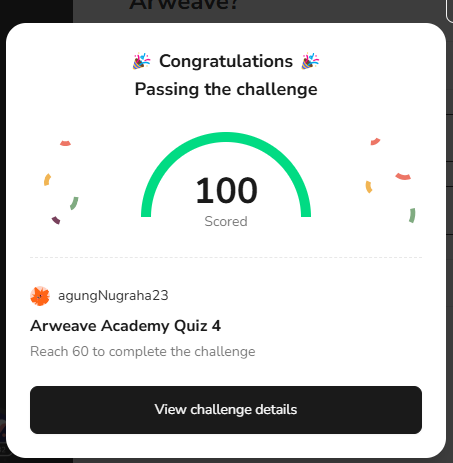 Arweave?
Congratulations
Passing the challenge
100
Scored
agungNugraha23
Arweave Academy Quiz 4
Reach 60 to complete the challenge
View challenge details